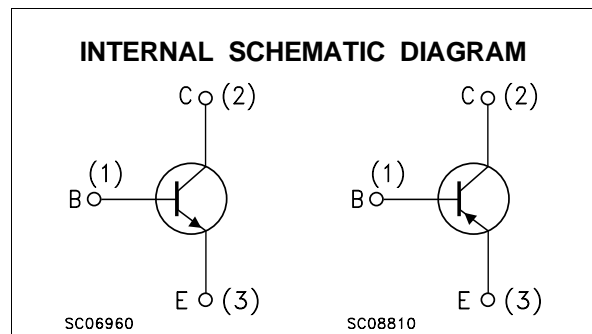 INTERNAL SCHEMATIC DIAGRAM
C (2) C (2)
(1) (1)
B B
E (3) E (3)
SC06960 SC08810